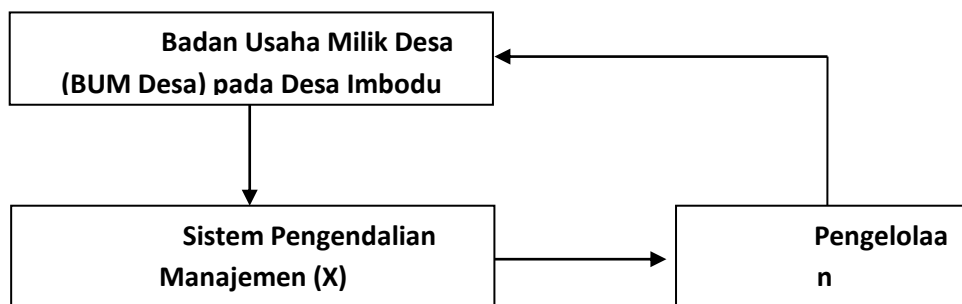 Badan Usaha Milik Desa
(BUM Desa) pada Desa Imbodu
Sistem Pengendalian
Manajemen (X)
Pengelolaa
n